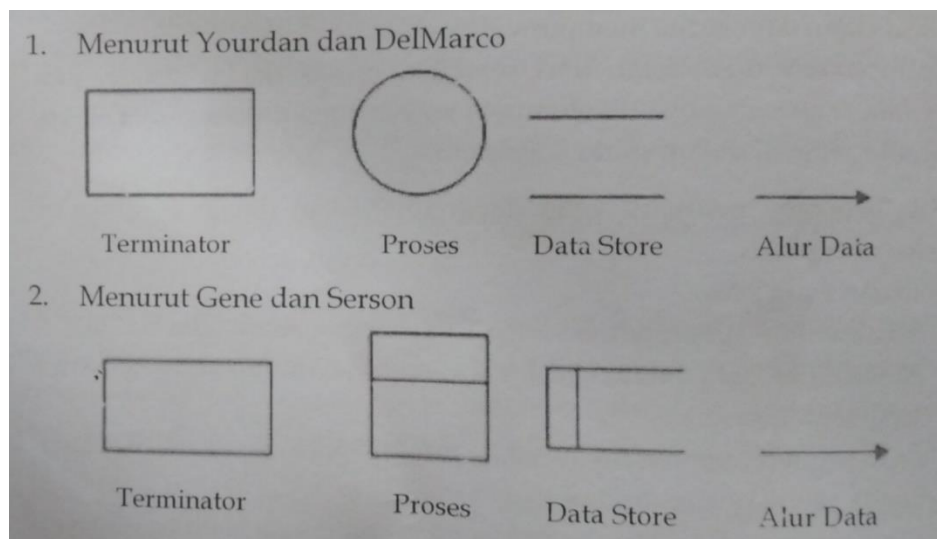 1. Menurut Yourdan dan DelMarco
Terminator Proses Data Store Alur Data
2. Menurut Gene dan Serson
Terminator Proses Data Store Alur Data